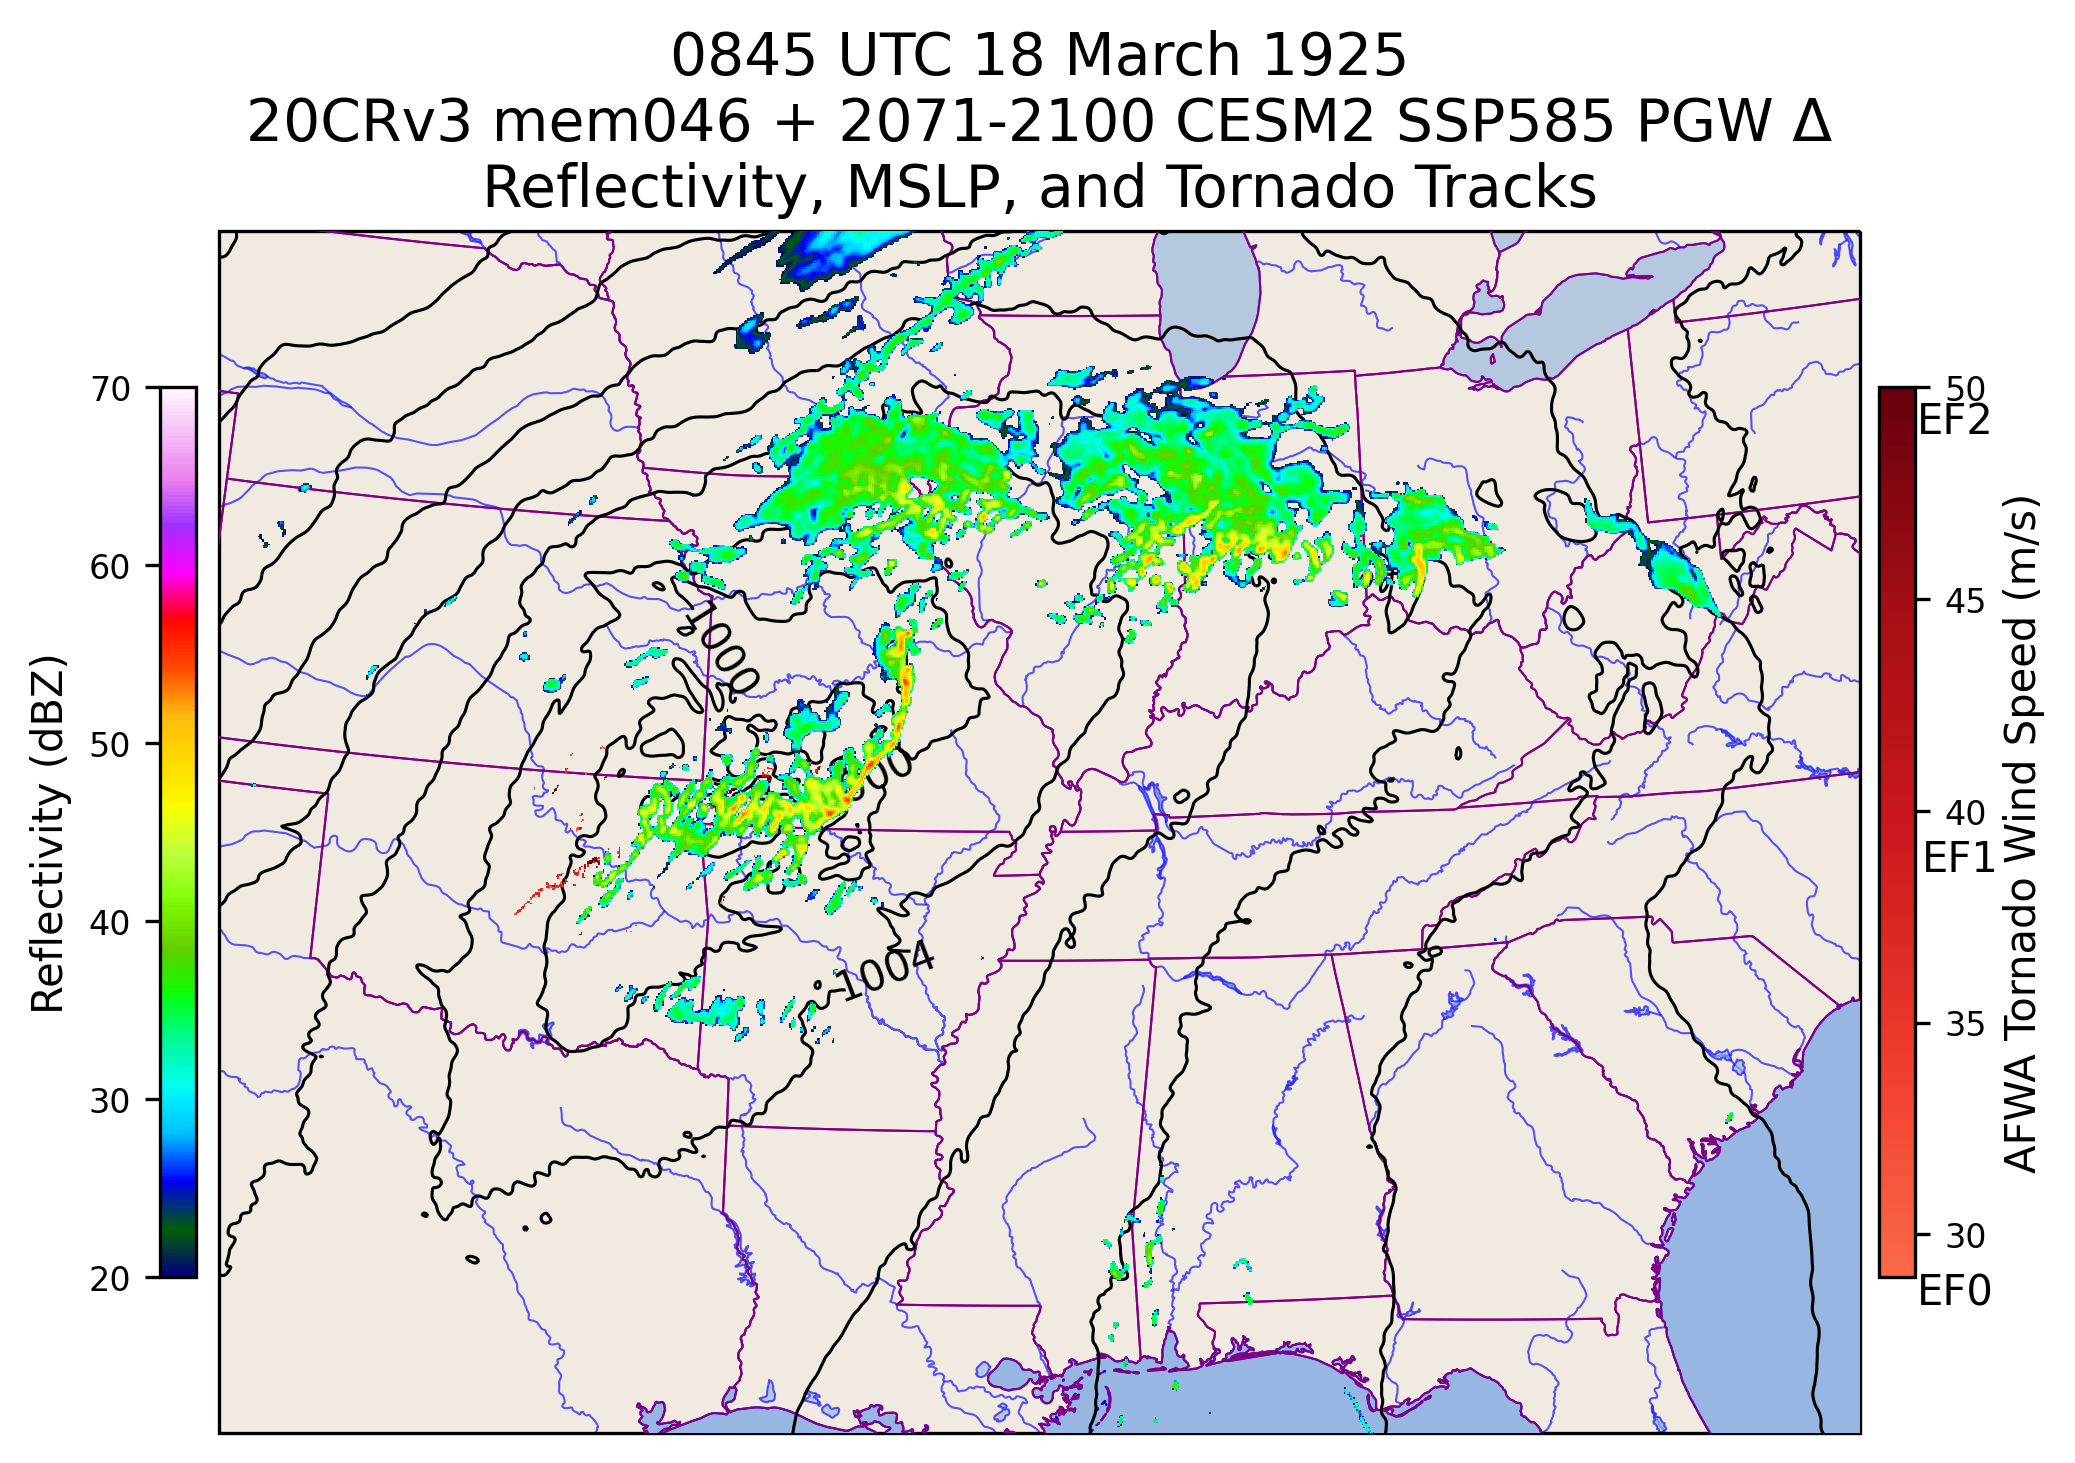 0845 UTC 18 March 1925
20CRv3 mem046 + 2071-2100 CESM2 SSP585 PGW Δ
Reflectivity, MSLP, and Tornado Tracks
Reflectivity (dBZ)
70
60
50
40
30
20
1000
1004
50
EF2
45
40
EF1
35
30
EF0
AFWA Tornado Wind Speed (m/s)